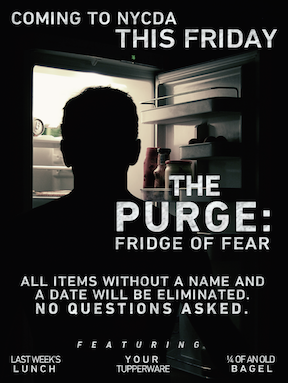 COMING TO NYCDA
THIS FRIDAY
THE
PURGE:
FRIDGE OF FEAR
ALL ITEMS WITHOUT A NAME AND
A DATE WILL BE ELIMINATED.
NO QUESTIONS ASKED.
FEATURING
LAST WEEK'S YOUR ¼ OF AN OLD
LUNCH TUPPERWARE BAGEL